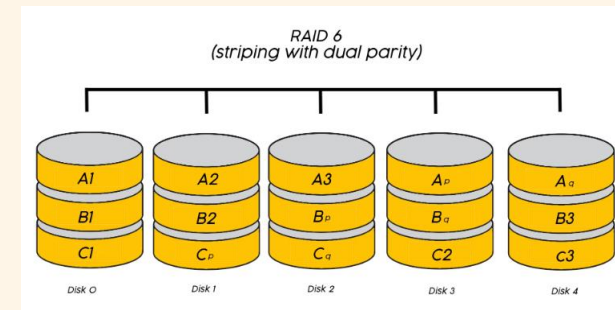 RAID 6
(striping with dual parity)
A1 A2 A3 Ap Aq
B1 B2 Bp Bq B3
C1 Cp Cq C2 C3
Disk 0 Disk 1 Disk 2 Disk 3 Disk 4